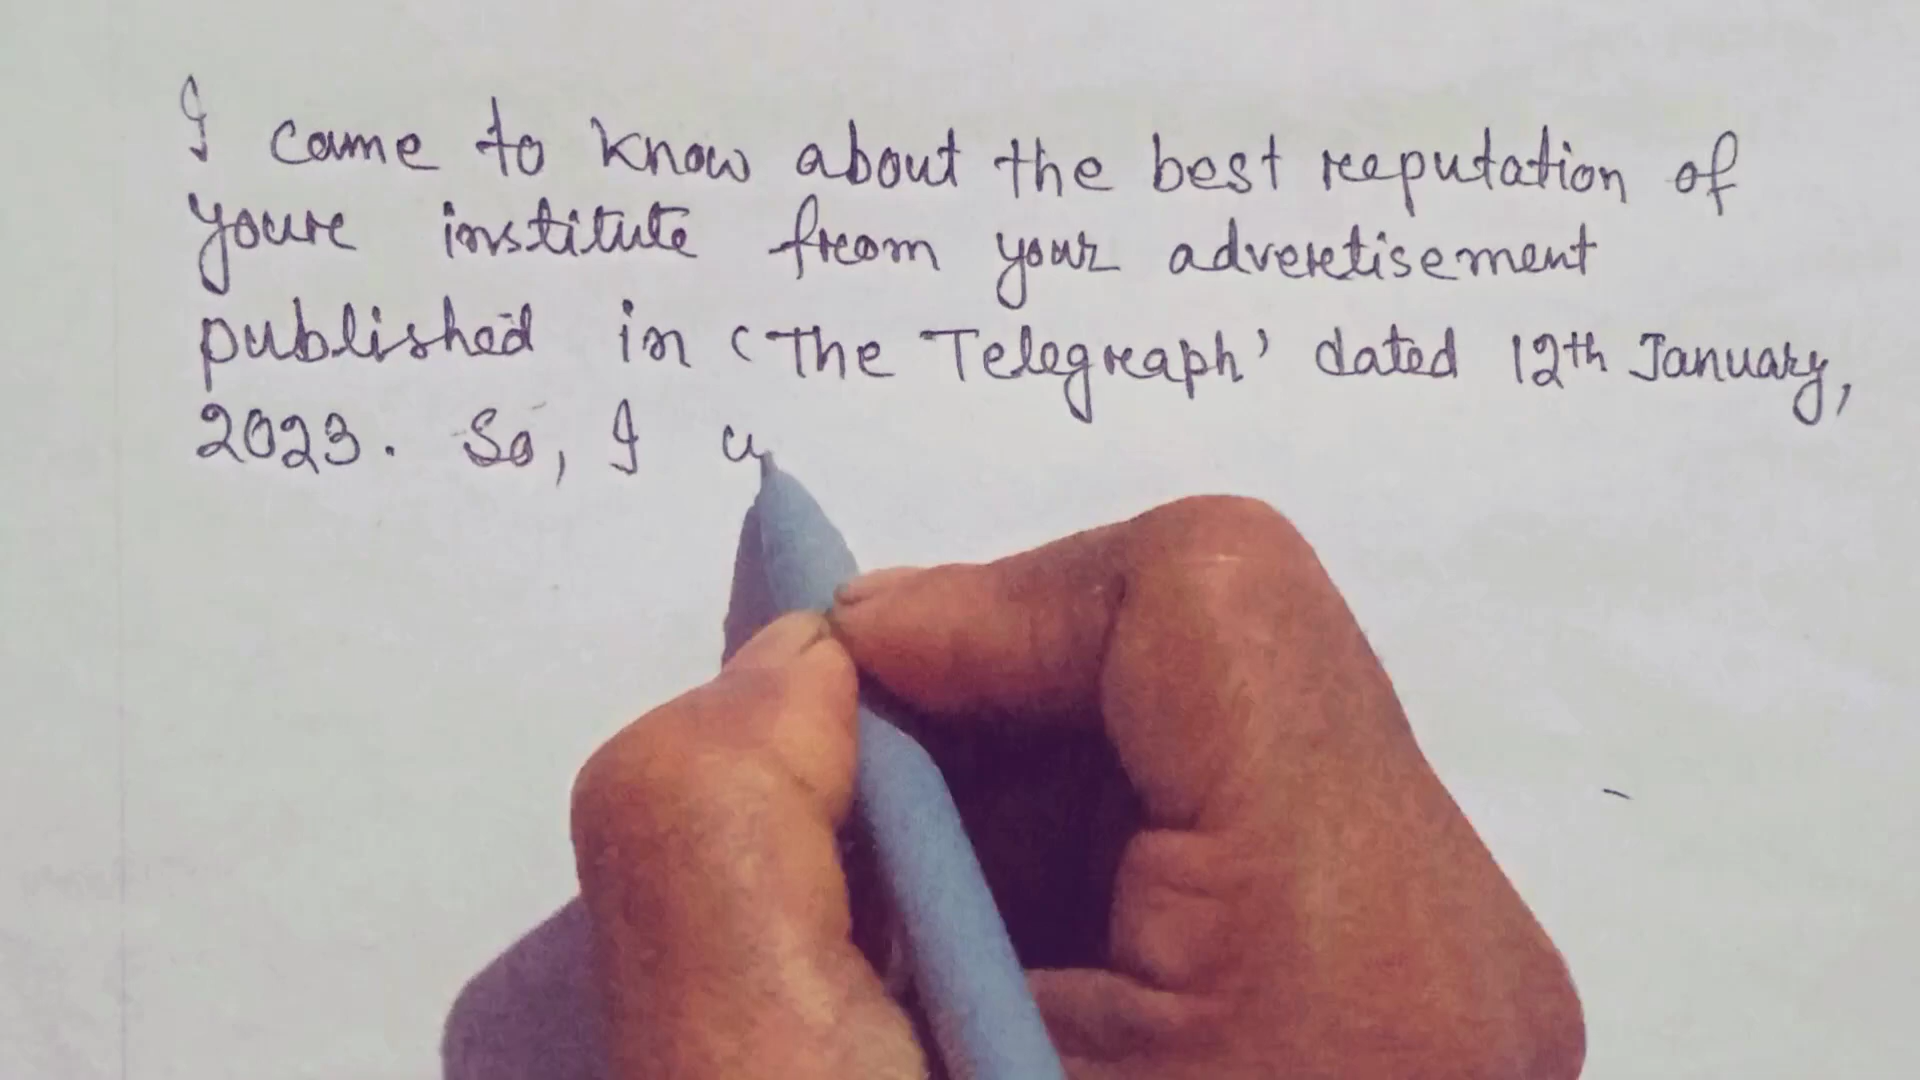 I came to know about the best reputation of
your institute from your advertisement
published in 'The Telegraph' dated 12th January,
2023. So, I